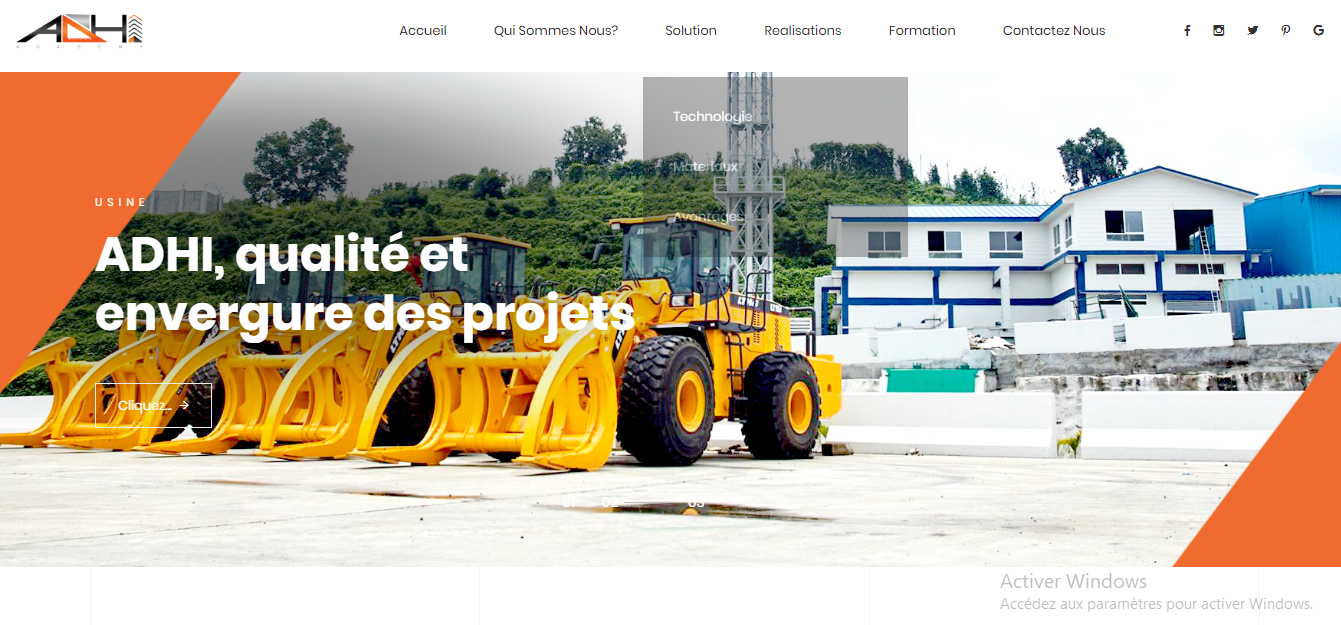 ADHI
ACADEMY
Accueil
Qui Sommes Nous?
Solution
Realisations
Formation
Contactez Nous
Technologie
Materiaux
Avantages
USINE
ADHI, qualité et
envergure des projets
Cliquez...
01
02
03
Activer Windows
Accédez aux paramètres pour activer Windows.